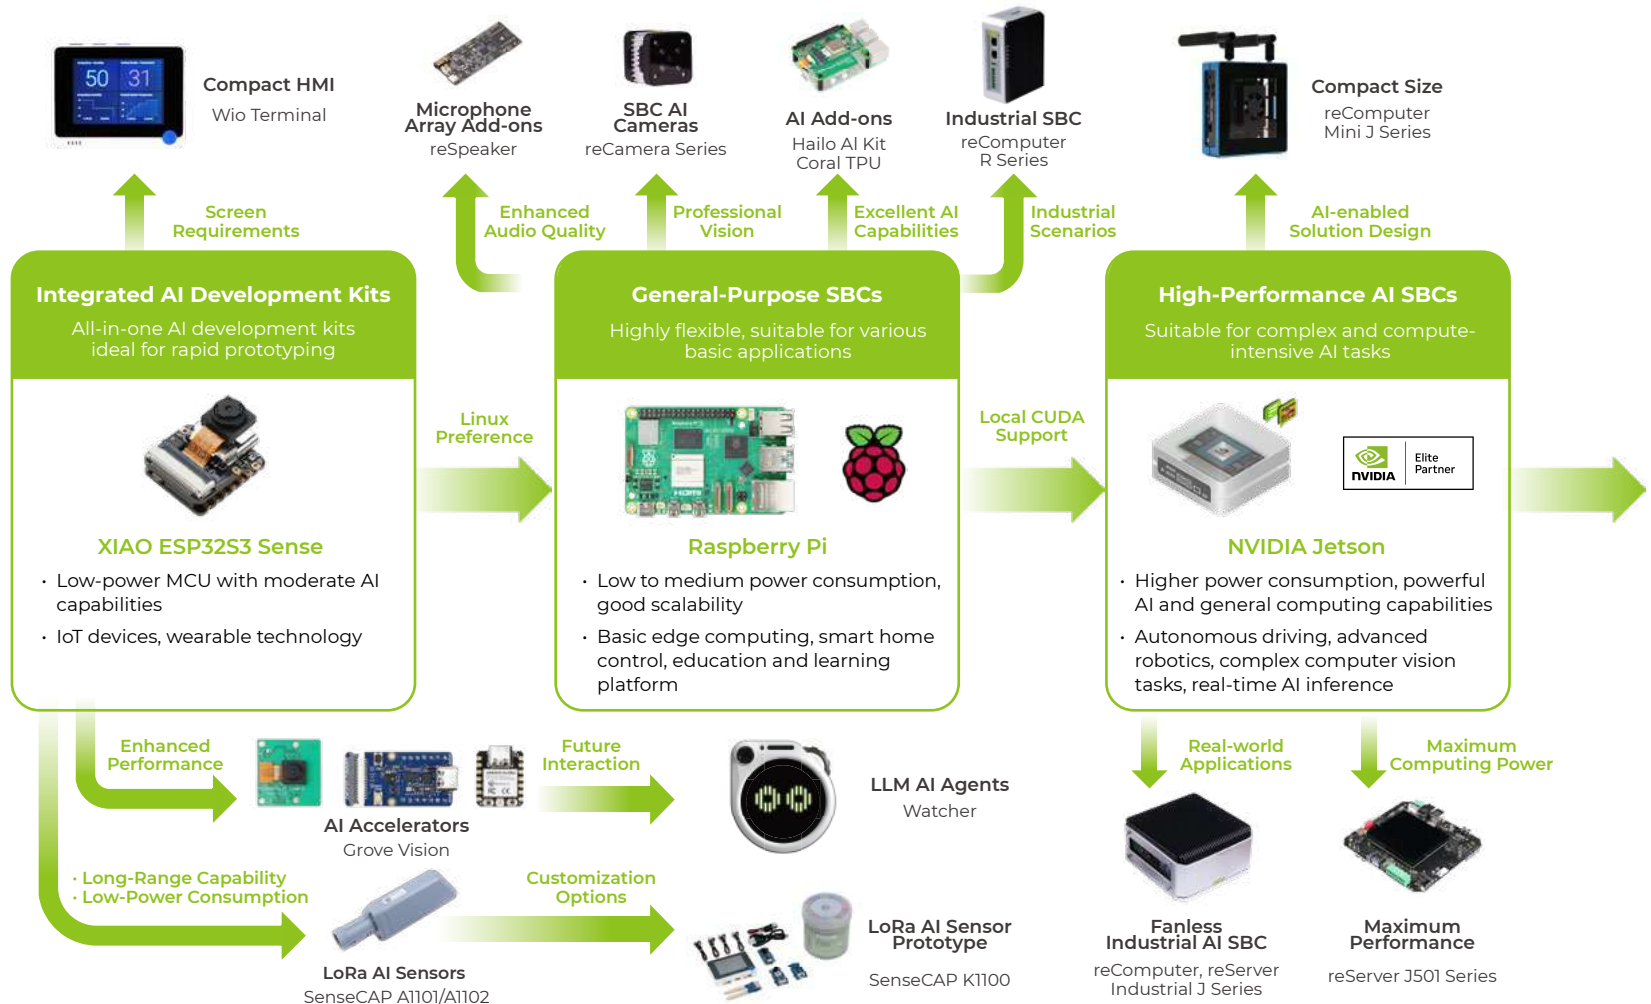 50
31
Compact HMI
Wio Terminal
Microphone
Array Add-ons
reSpeaker
SBC AI
Cameras
reCamera Series
AI Add-ons
Hailo AI Kit
Coral TPU
Industrial SBC
reComputer
R Series
Compact Size
reComputer
Mini J Series
Screen
Requirements
Enhanced
Audio Quality
Professional
Vision
Excellent AI
Capabilities
Industrial
Scenarios
AI-enabled
Solution Design
Integrated AI Development Kits
All-in-one AI development kits
ideal for rapid prototyping
XIAO ESP32S3 Sense
· Low-power MCU with moderate AI
capabilities
· IoT devices, wearable technology
Linux
Preference
General-Purpose SBCs
Highly flexible, suitable for various
basic applications
HDMI
Raspberry Pi
· Low to medium power consumption,
good scalability
· Basic edge computing, smart home
control, education and learning
platform
Local CUDA
Support
High-Performance AI SBCs
Suitable for complex and compute-
intensive AI tasks
NVIDIA
Elite
Partner
NVIDIA Jetson
· Higher power consumption, powerful
AI and general computing capabilities
· Autonomous driving, advanced
robotics, complex computer vision
tasks, real-time AI inference
Enhanced
Performance
AI Accelerators
Grove Vision
Future
Interaction
LLM AI Agents
Watcher
· Long-Range Capability
· Low-Power Consumption
LoRa AI Sensors
SenseCAP A1101/A1102
Customization
Options
LoRa AI Sensor
Prototype
SenseCAP K1100
Real-world
Applications
Fanless
Industrial AI SBC
reComputer, reServer
Industrial J Series
Maximum
Computing Power
Maximum
Performance
reServer J501 Series